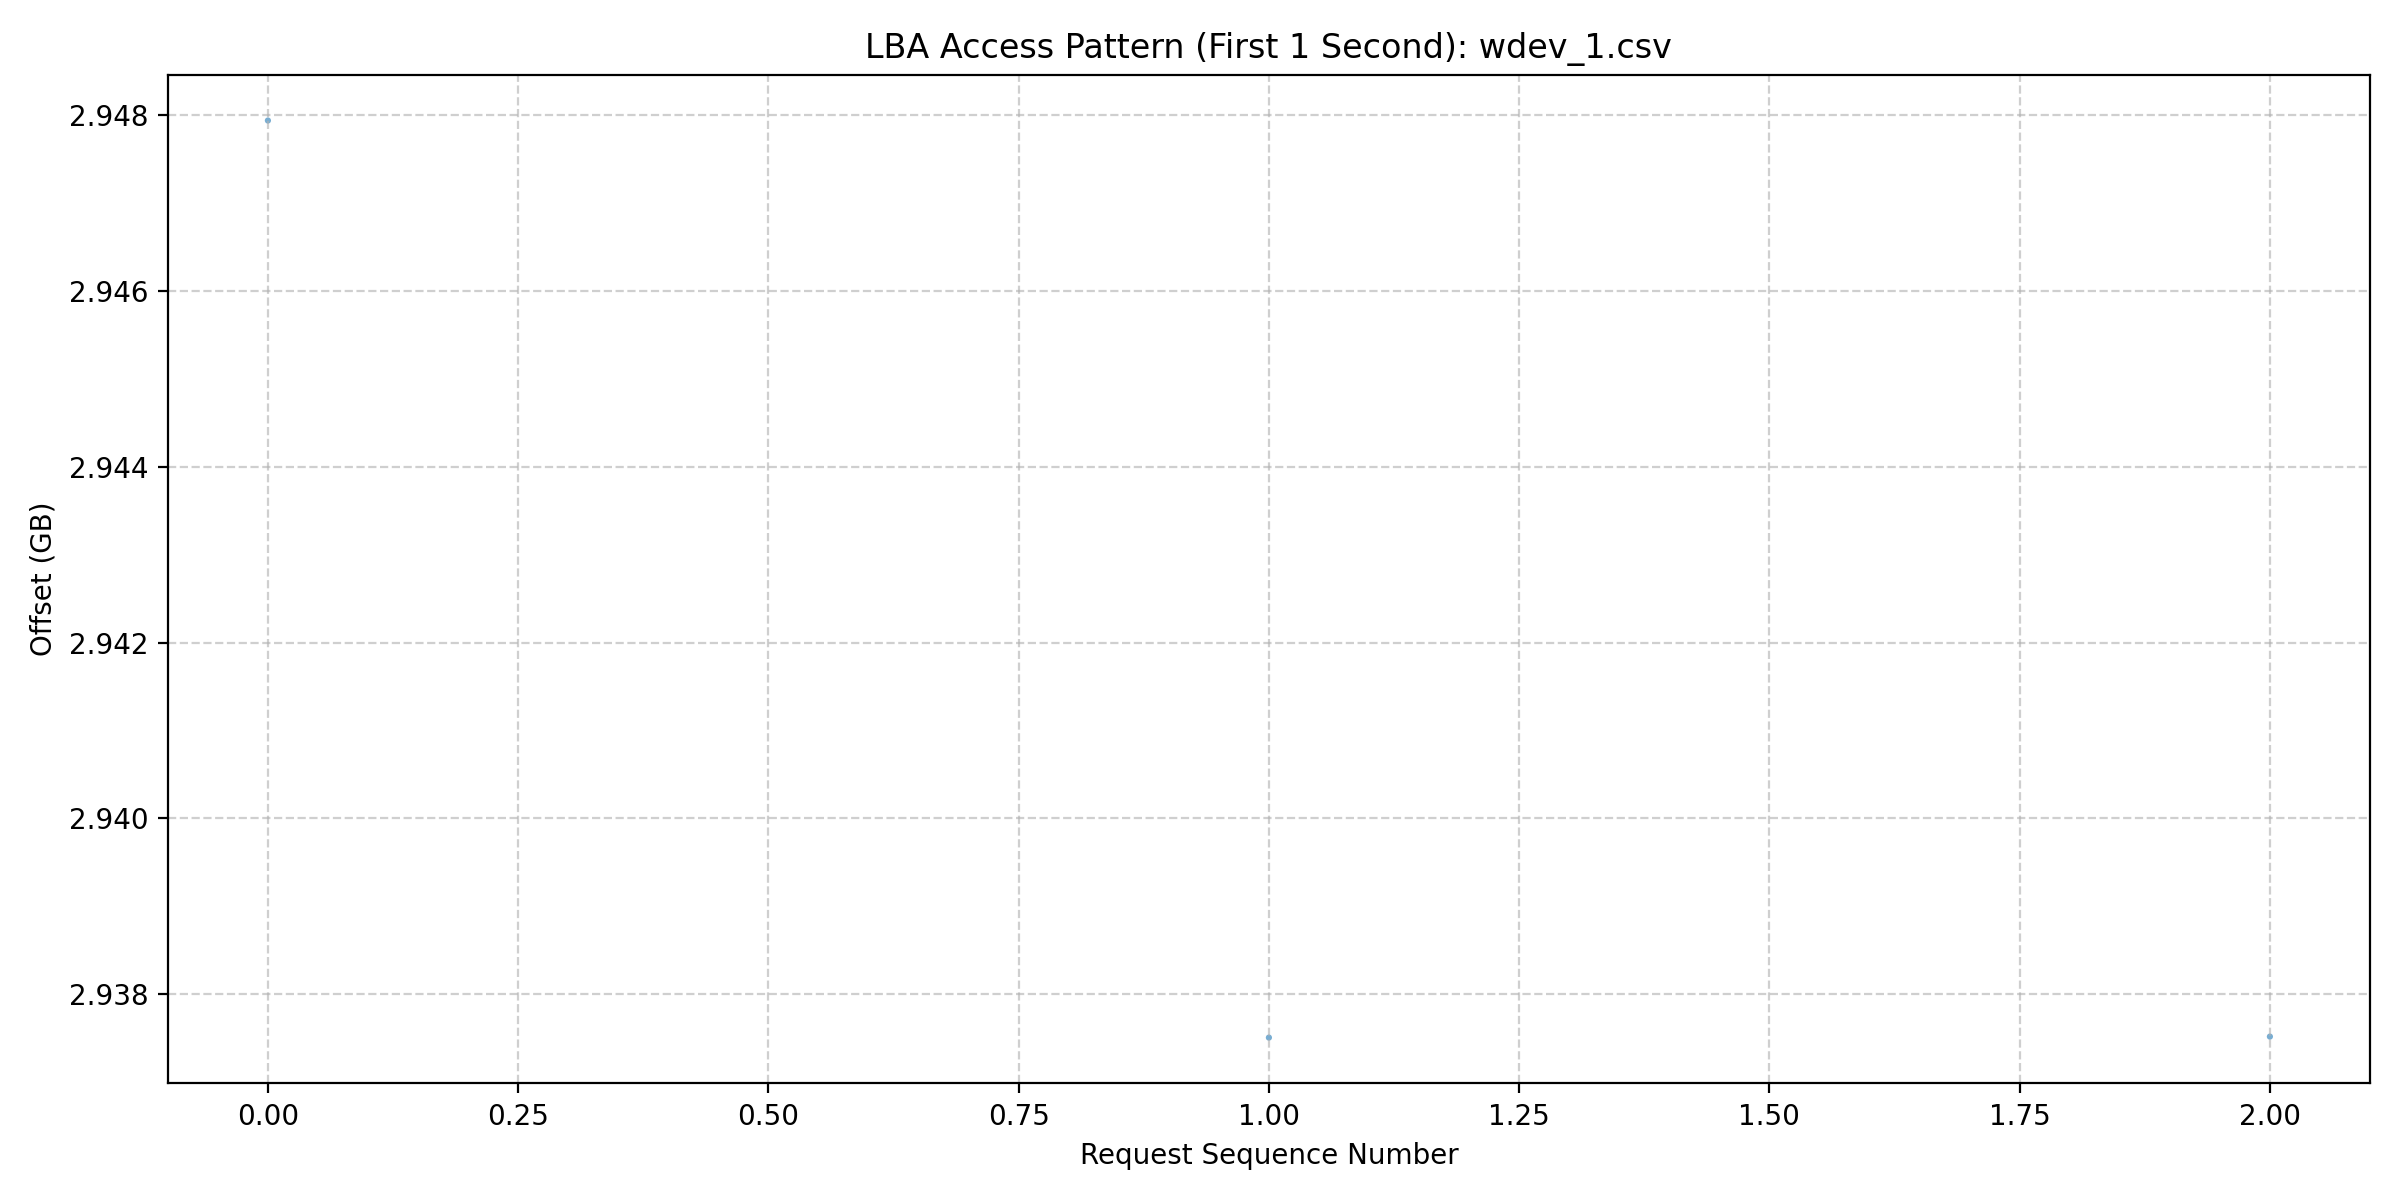 LBA Access Pattern (First 1 Second): wdev_1.csv
2.948
2.946
2.944
2.942
2.940
2.938
Offset (GB)
0.00 0.25 0.50 0.75 1.00 1.25 1.50 1.75 2.00
Request Sequence Number